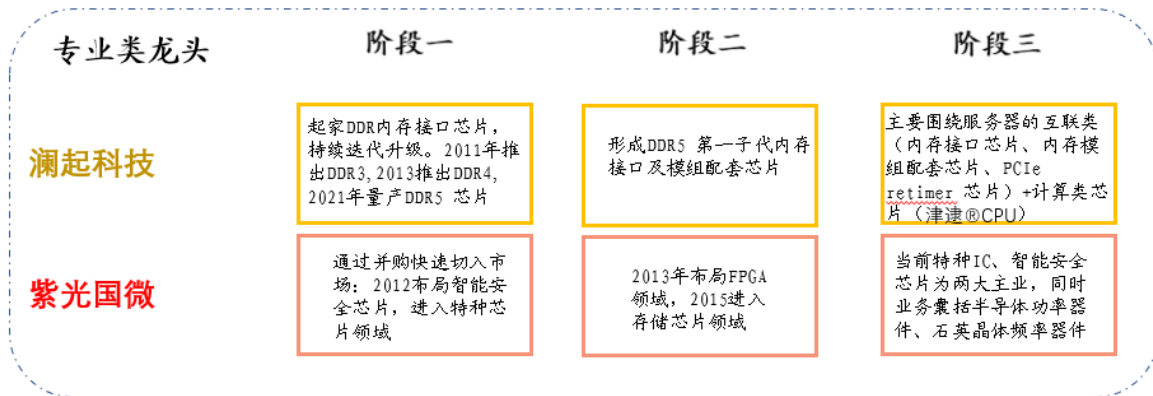 专业类龙头
阶段一
阶段二
阶段三
澜起科技
起家DDR内存接口芯片，
持续迭代升级。2011年推
出DDR3, 2013推出DDR4,
2021年量产DDR5 芯片
形成DDR5 第一子代内存
接口及模组配套芯片
主要围绕服务器的互联类
（内存接口芯片、内存模
组配套芯片、PCIe
retimer 芯片）+计算类芯
片（津逮®CPU）
紫光国微
通过并购快速切入市
场：2012布局智能安
全芯片，进入特种芯
片领域
2013年布局FPGA
领域，2015进入
存储芯片领域
当前特种IC、智能安全
芯片为两大主业，同时
业务囊括半导体功率器
件、石英晶体频率器件